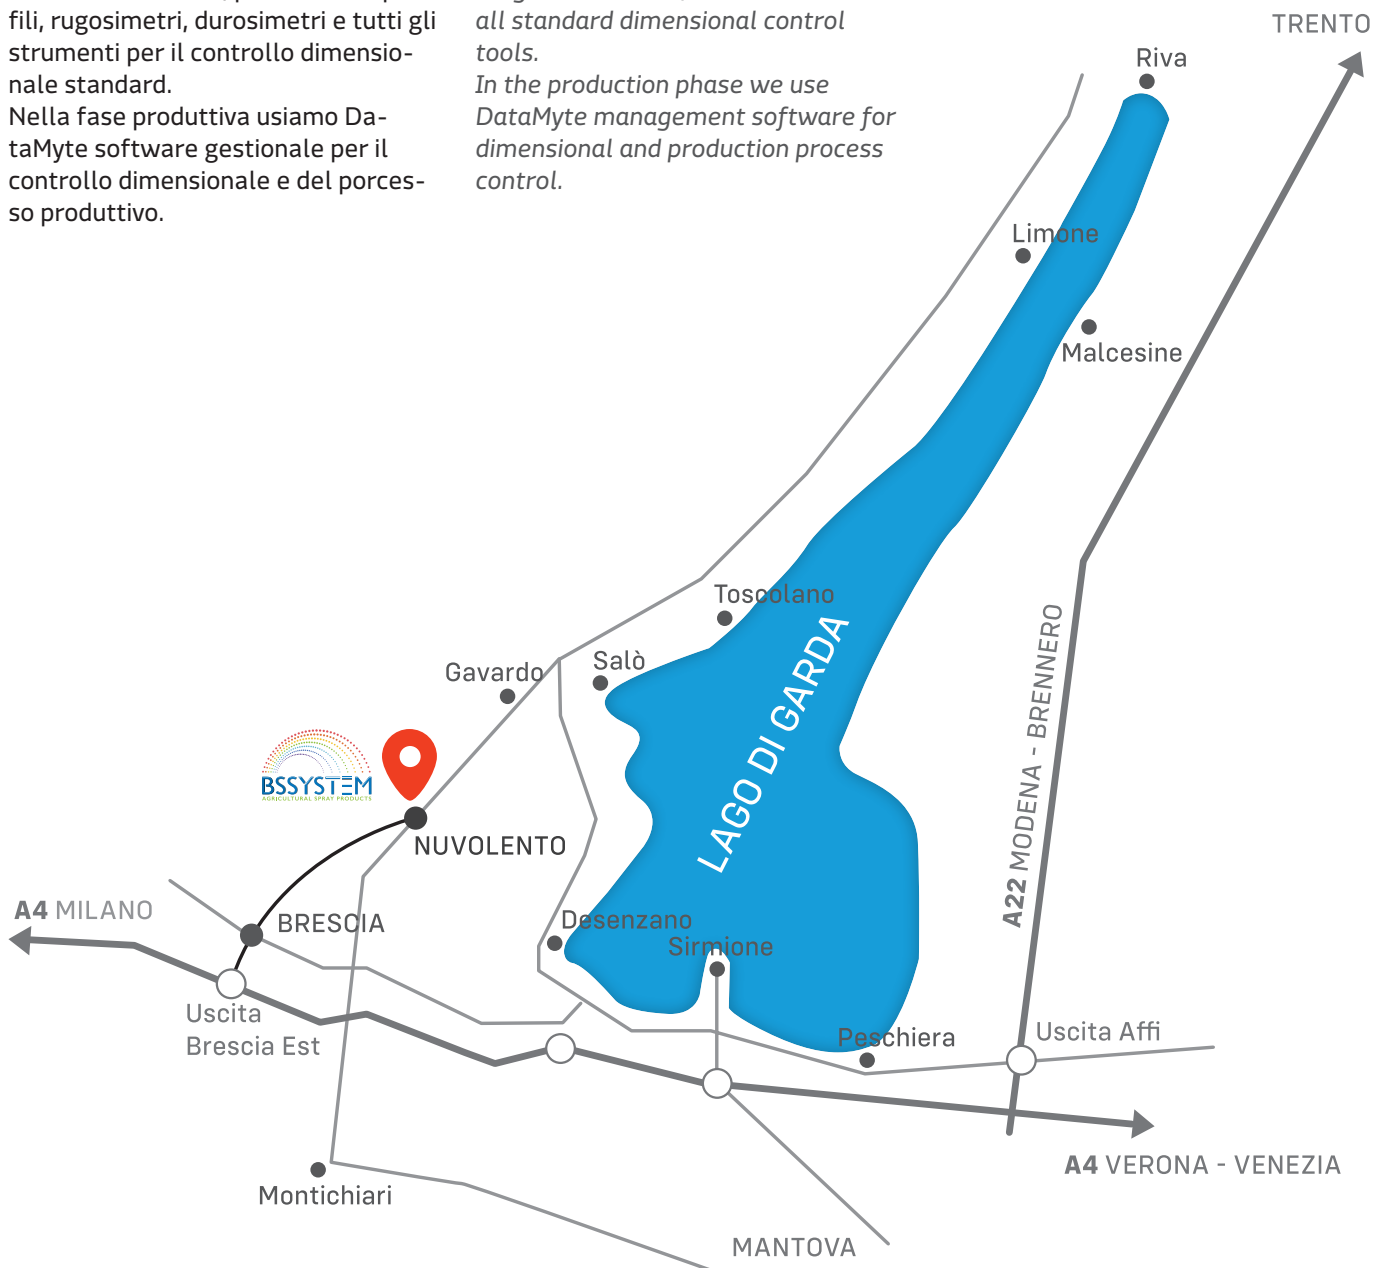 fili, rugosimetri, durosimetri e tutti gli
strumenti per il controllo dimensio-
nale standard.
Nella fase produttiva usiamo Da-
taMyte software gestionale per il
controllo dimensionale e del porces-
so produttivo.
all standard dimensional control
tools.
In the production phase we use
DataMyte management software for
dimensional and production process
control.
TRENTO
Riva
Limone
Malcesine
Toscolano
Salò
Gavardo
LAGO DI GARDA
A22 MODENA - BRENNERO
BSSYSTEM
AGRICULTURAL SPRAY PRODUCTS
NUVOLENTO
A4 MILANO
BRESCIA
Desenzano
Sirmione
Uscita
Brescia Est
Peschiera
Uscita Affi
A4 VERONA - VENEZIA
Montichiari
MANTOVA